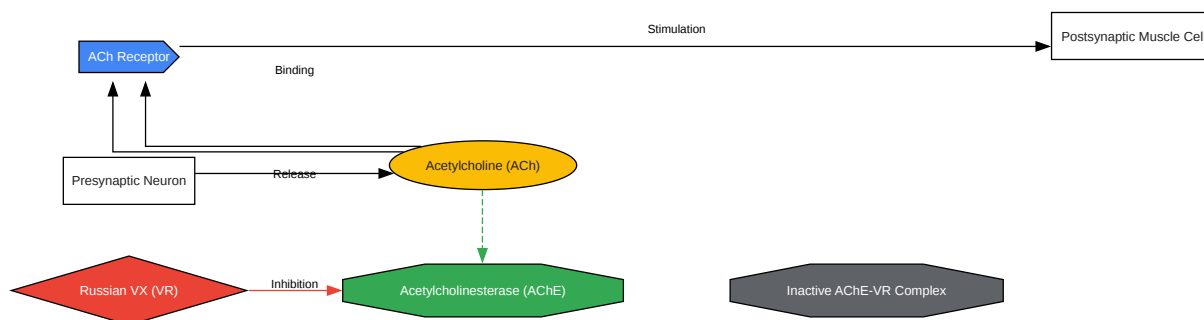 Stimulation
Postsynaptic Muscle Cel
ACh Receptor
Binding
Acetylcholine (ACh)
Presynaptic Neuron
Release
Russian VX (VR)
Inhibition
Acetylcholinesterase (AChE)
Inactive AChE-VR Complex